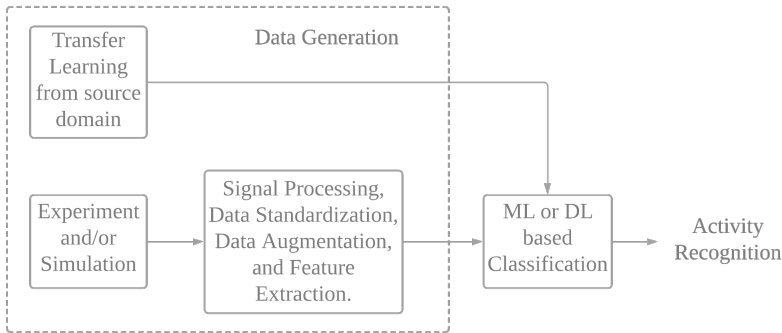 Data Generation
Transfer
Learning
from source
domain
Experiment
and/or
Simulation
Signal Processing,
Data Standardization,
Data Augmentation,
and Feature
Extraction.
ML or DL
based
Classification
Activity
Recognition